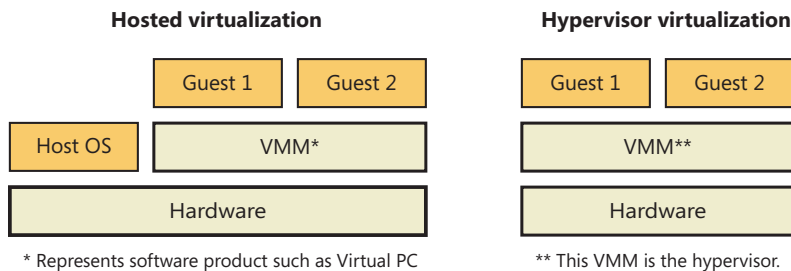 Hosted virtualization
Guest 1
Guest 2
Host OS
VMM*
Hardware
* Represents software product such as Virtual PC
Hypervisor virtualization
Guest 1
Guest 2
VMM**
Hardware
** This VMM is the hypervisor.